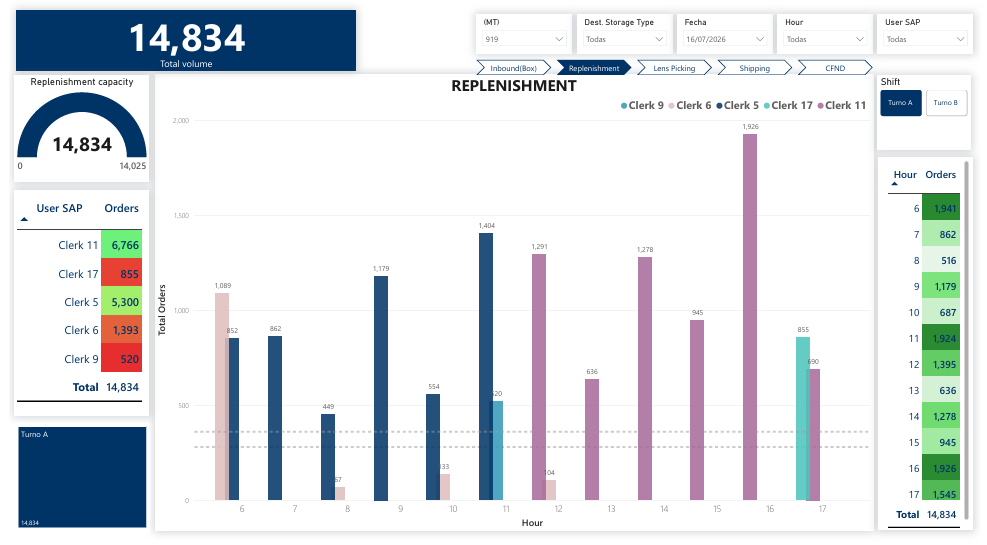 14,834
Total volume
(MT)
919
Dest. Storage Type
Todas
Fecha
16/07/2026
Hour
Todas
User SAP
Todas
Inbound(Box)
Replenishment
Lens Picking
Shipping
CFND
Replenishment capacity
14,834
0
14,025
User SAP Orders
Clerk 11 6,766
Clerk 17 855
Clerk 5 5,300
Clerk 6 1,393
Clerk 9 520
Total 14,834
Turno A
14,834
REPLENISHMENT
Clerk 9 Clerk 6 Clerk 5 Clerk 17 Clerk 11
Total Orders
2,000
1,500
1,000
500
0
1,089
852
862
449
67
1,179
554
133
1,404
520
1,291
104
636
1,278
945
1,926
855
690
6 7 8 9 10 11 12 13 14 15 16 17
Hour
Shift
Turno A
Turno B
Hour Orders
6 1,941
7 862
8 516
9 1,179
10 687
11 1,924
12 1,395
13 636
14 1,278
15 945
16 1,926
17 1,545
Total 14,834